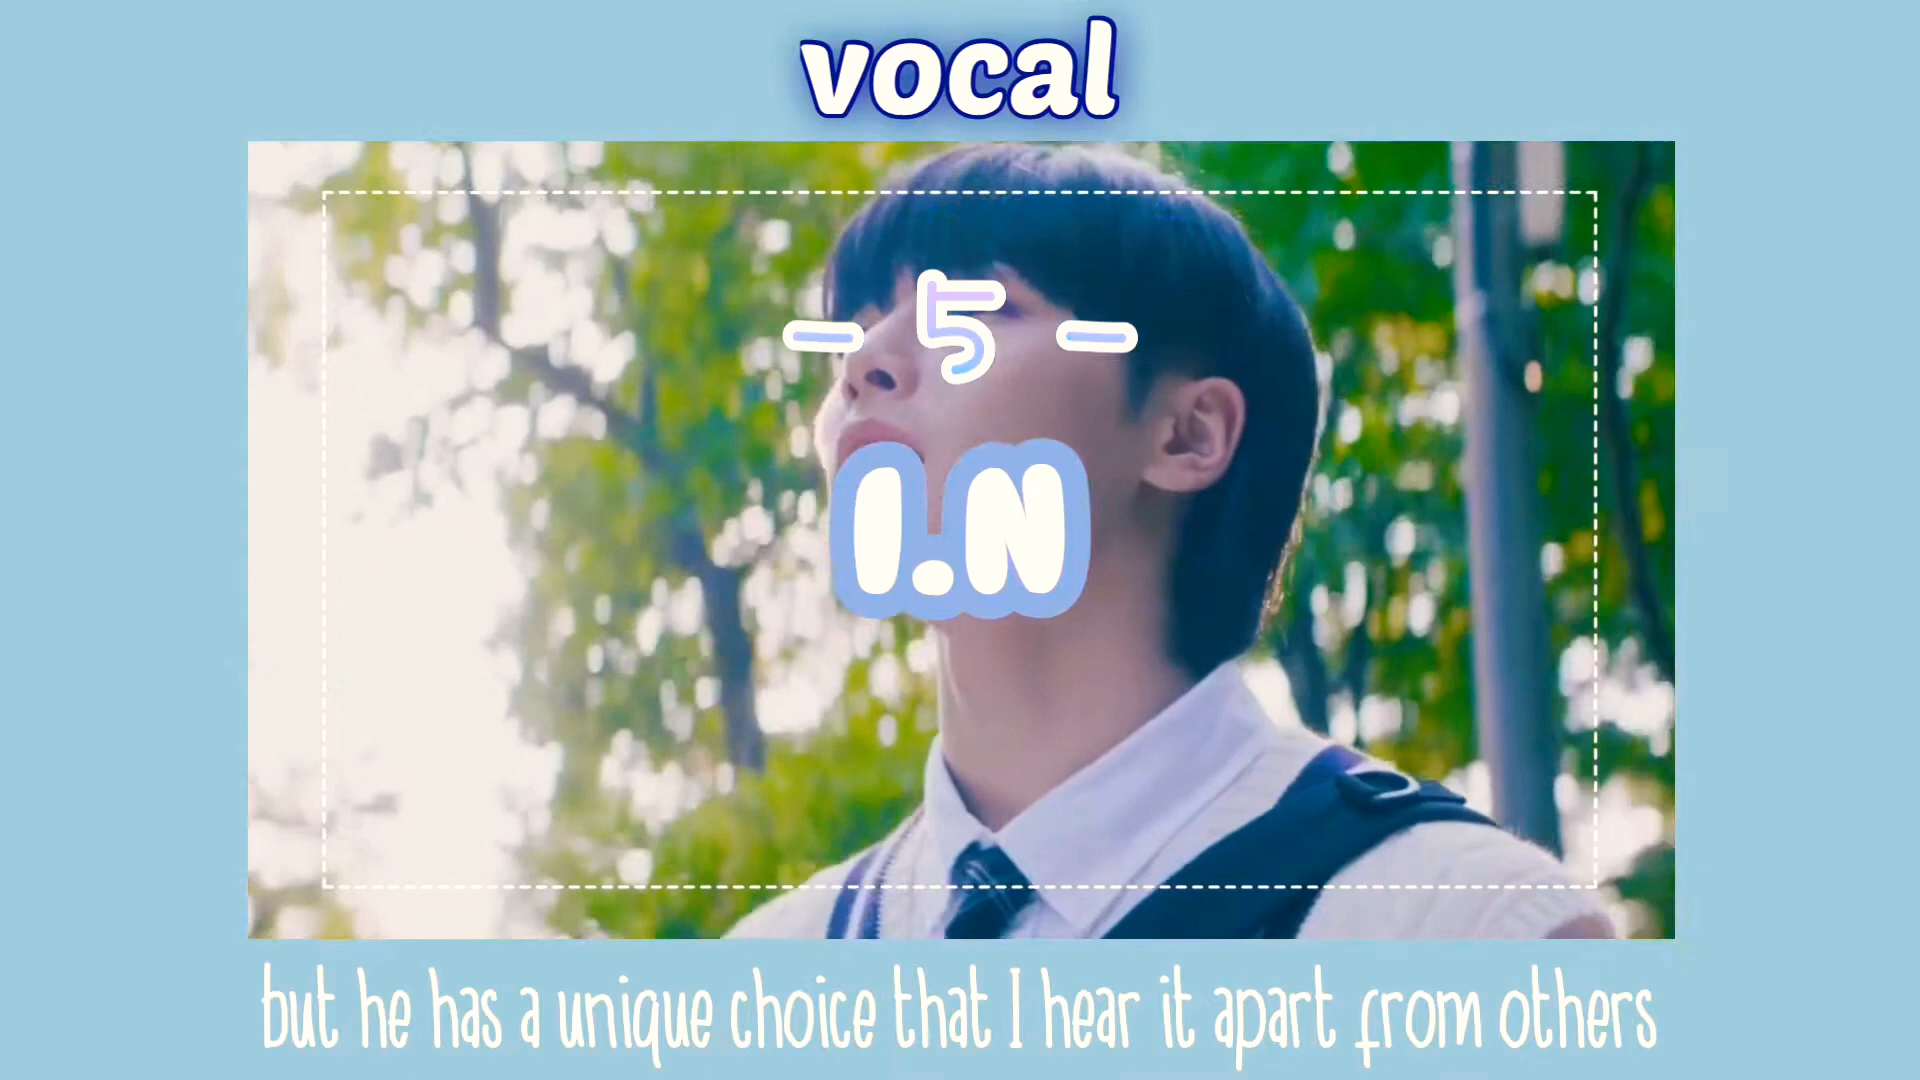 vocal
- 5 -
I.N
but he has a unique choice that I hear it apart from others